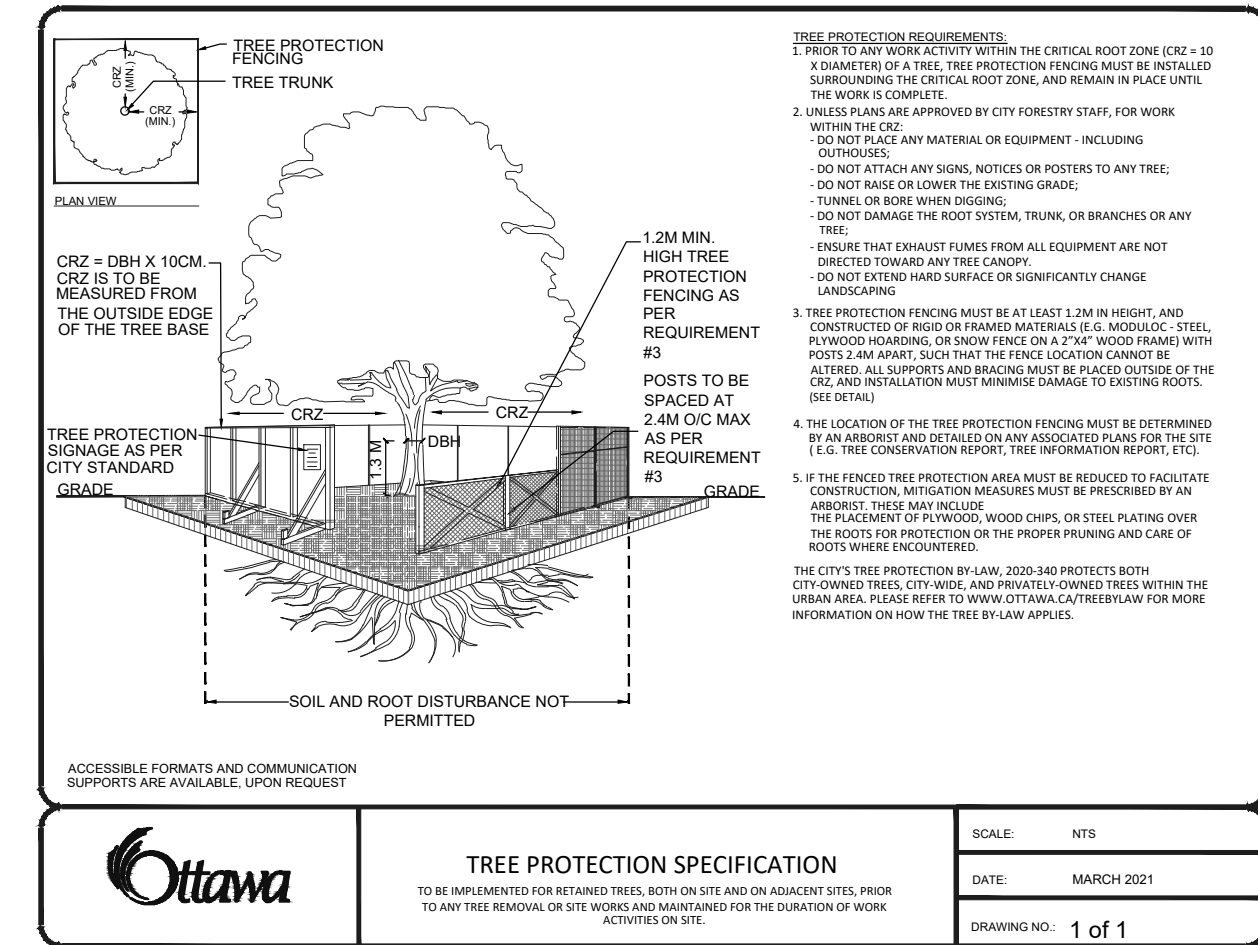 TREE PROTECTION
FENCING
TREE TRUNK
CRZ
(MIN.)
CRZ
(MIN.)
PLAN VIEW
CRZ = DBH X 10CM.
CRZ IS TO BE
MEASURED FROM
THE OUTSIDE EDGE
OF THE TREE BASE
1.2M MIN.
HIGH TREE
PROTECTION
FENCING AS
PER
REQUIREMENT
#3
POSTS TO BE
SPACED AT
2.4M O/C MAX
AS PER
REQUIREMENT
#3
CRZ
CRZ
TREE PROTECTION
SIGNAGE AS PER
CITY STANDARD
1.3 M
DBH
GRADE
GRADE
SOIL AND ROOT DISTURBANCE NOT
PERMITTED
ACCESSIBLE FORMATS AND COMMUNICATION
SUPPORTS ARE AVAILABLE, UPON REQUEST
TREE PROTECTION REQUIREMENTS:
1. PRIOR TO ANY WORK ACTIVITY WITHIN THE CRITICAL ROOT ZONE (CRZ = 10
X DIAMETER) OF A TREE, TREE PROTECTION FENCING MUST BE INSTALLED
SURROUNDING THE CRITICAL ROOT ZONE, AND REMAIN IN PLACE UNTIL
THE WORK IS COMPLETE.
2. UNLESS PLANS ARE APPROVED BY CITY FORESTRY STAFF, FOR WORK
WITHIN THE CRZ:
- DO NOT PLACE ANY MATERIAL OR EQUIPMENT - INCLUDING
OUTHOUSES;
- DO NOT ATTACH ANY SIGNS, NOTICES OR POSTERS TO ANY TREE;
- DO NOT RAISE OR LOWER THE EXISTING GRADE;
- TUNNEL OR BORE WHEN DIGGING;
- DO NOT DAMAGE THE ROOT SYSTEM, TRUNK, OR BRANCHES OR ANY
TREE;
- ENSURE THAT EXHAUST FUMES FROM ALL EQUIPMENT ARE NOT
DIRECTED TOWARD ANY TREE CANOPY.
- DO NOT EXTEND HARD SURFACE OR SIGNIFICANTLY CHANGE
LANDSCAPING
3. TREE PROTECTION FENCING MUST BE AT LEAST 1.2M IN HEIGHT, AND
CONSTRUCTED OF RIGID OR FRAMED MATERIALS (E.G. MODULOC - STEEL,
PLYWOOD HOARDING, OR SNOW FENCE ON A 2”X4” WOOD FRAME) WITH
POSTS 2.4M APART, SUCH THAT THE FENCE LOCATION CANNOT BE
ALTERED. ALL SUPPORTS AND BRACING MUST BE PLACED OUTSIDE OF THE
CRZ, AND INSTALLATION MUST MINIMISE DAMAGE TO EXISTING ROOTS.
(SEE DETAIL)
4. THE LOCATION OF THE TREE PROTECTION FENCING MUST BE DETERMINED
BY AN ARBORIST AND DETAILED ON ANY ASSOCIATED PLANS FOR THE SITE
( E.G. TREE CONSERVATION REPORT, TREE INFORMATION REPORT, ETC).
5. IF THE FENCED TREE PROTECTION AREA MUST BE REDUCED TO FACILITATE
CONSTRUCTION, MITIGATION MEASURES MUST BE PRESCRIBED BY AN
ARBORIST. THESE MAY INCLUDE
THE PLACEMENT OF PLYWOOD, WOOD CHIPS, OR STEEL PLATING OVER
THE ROOTS FOR PROTECTION OR THE PROPER PRUNING AND CARE OF
ROOTS WHERE ENCOUNTERED.
THE CITY'S TREE PROTECTION BY-LAW, 2020-340 PROTECTS BOTH
CITY-OWNED TREES, CITY-WIDE, AND PRIVATELY-OWNED TREES WITHIN THE
URBAN AREA. PLEASE REFER TO WWW.OTTAWA.CA/TREEBYLAW FOR MORE
INFORMATION ON HOW THE TREE BY-LAW APPLIES.
Ottawa
TREE PROTECTION SPECIFICATION
TO BE IMPLEMENTED FOR RETAINED TREES, BOTH ON SITE AND ON ADJACENT SITES, PRIOR
TO ANY TREE REMOVAL OR SITE WORKS AND MAINTAINED FOR THE DURATION OF WORK
ACTIVITIES ON SITE.
SCALE: NTS
DATE: MARCH 2021
DRAWING NO.: 1 of 1